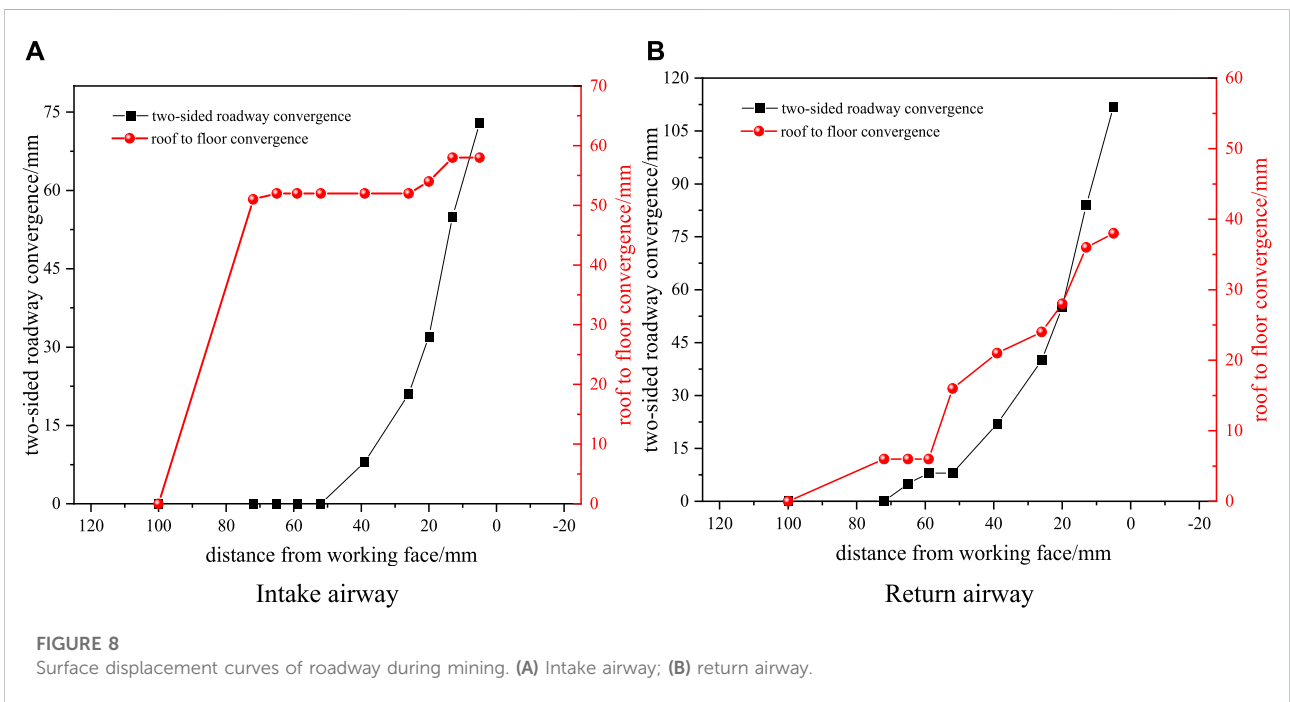 A
two-sided roadway convergence
roof to floor convergence
two-sided roadway convergence/mm
75
60
45
30
15
0
roof to floor convergence/mm
70
60
50
40
30
20
10
0
120 100 80 60 40 20 0 -20
distance from working face/mm
Intake airway
B
two-sided roadway convergence
roof to floor convergence
two-sided roadway convergence/mm
120
105
90
75
60
45
30
15
0
roof to floor convergence/mm
60
50
40
30
20
10
0
120 100 80 60 40 20 0 -20
distance from working face/mm
Return airway
FIGURE 8
Surface displacement curves of roadway during mining. (A) Intake airway; (B) return airway.